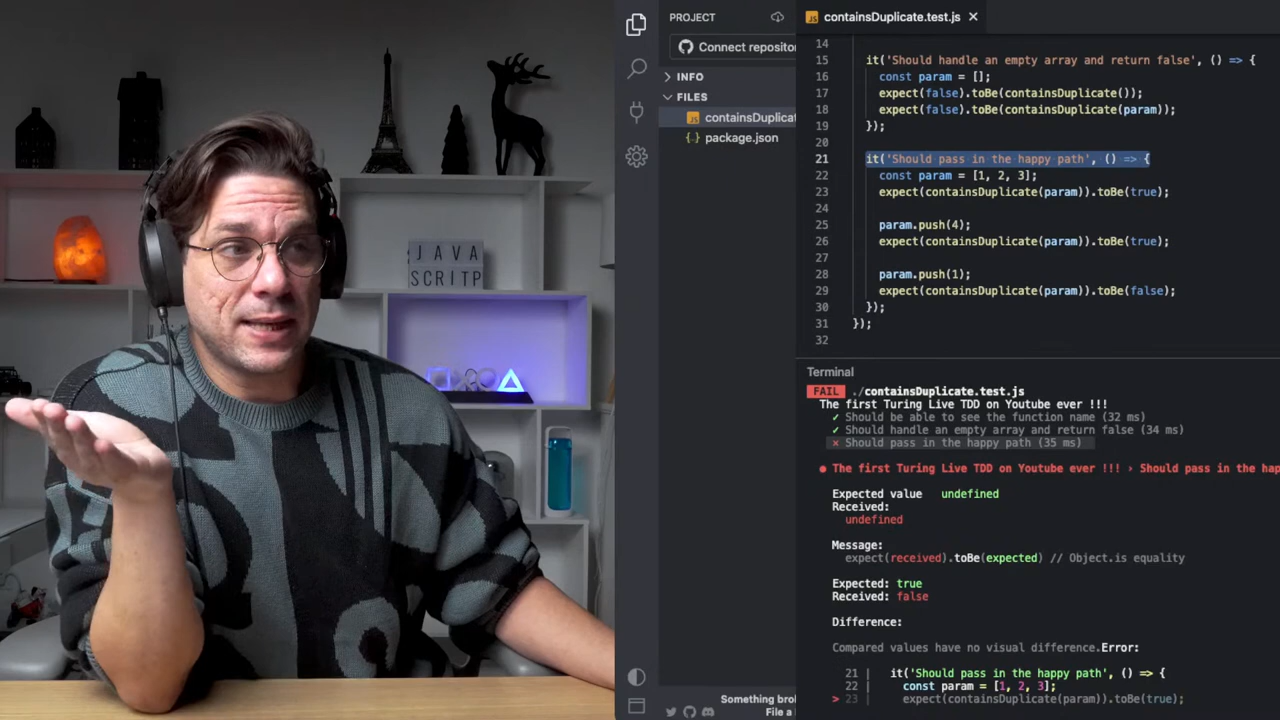 JAVA
SCRITP
PROJECT
Connect reposito
INFO
FILES
JS containsDuplicat
{.} package.json
Something bro
File a
JS containsDuplicate.test.js ×
14
15 it('Should handle an empty array and return false', () => {
16 const param = [];
17 expect(false).toBe(containsDuplicate());
18 expect(false).toBe(containsDuplicate(param));
19 });
20
21 it('Should pass in the happy path', () => {
22 const param = [1, 2, 3];
23 expect(containsDuplicate(param)).toBe(true);
24
25 param.push(4);
26 expect(containsDuplicate(param)).toBe(true);
27
28 param.push(1);
29 expect(containsDuplicate(param)).toBe(false);
30 });
31 });
32
Terminal
FAIL ./containsDuplicate.test.js
The first Turing Live TDD on Youtube ever !!!
✓ Should be able to see the function name (32 ms)
✓ Should handle an empty array and return false (34 ms)
× Should pass in the happy path (35 ms)
● The first Turing Live TDD on Youtube ever !!! › Should pass in the hap
Expected value undefined
Received:
undefined
Message:
expect(received).toBe(expected) // Object.is equality
Expected: true
Received: false
Difference:
Compared values have no visual difference.Error:
21 | it('Should pass in the happy path', () => {
22 | const param = [1, 2, 3];
> 23 | expect(containsDuplicate(param)).toBe(true);